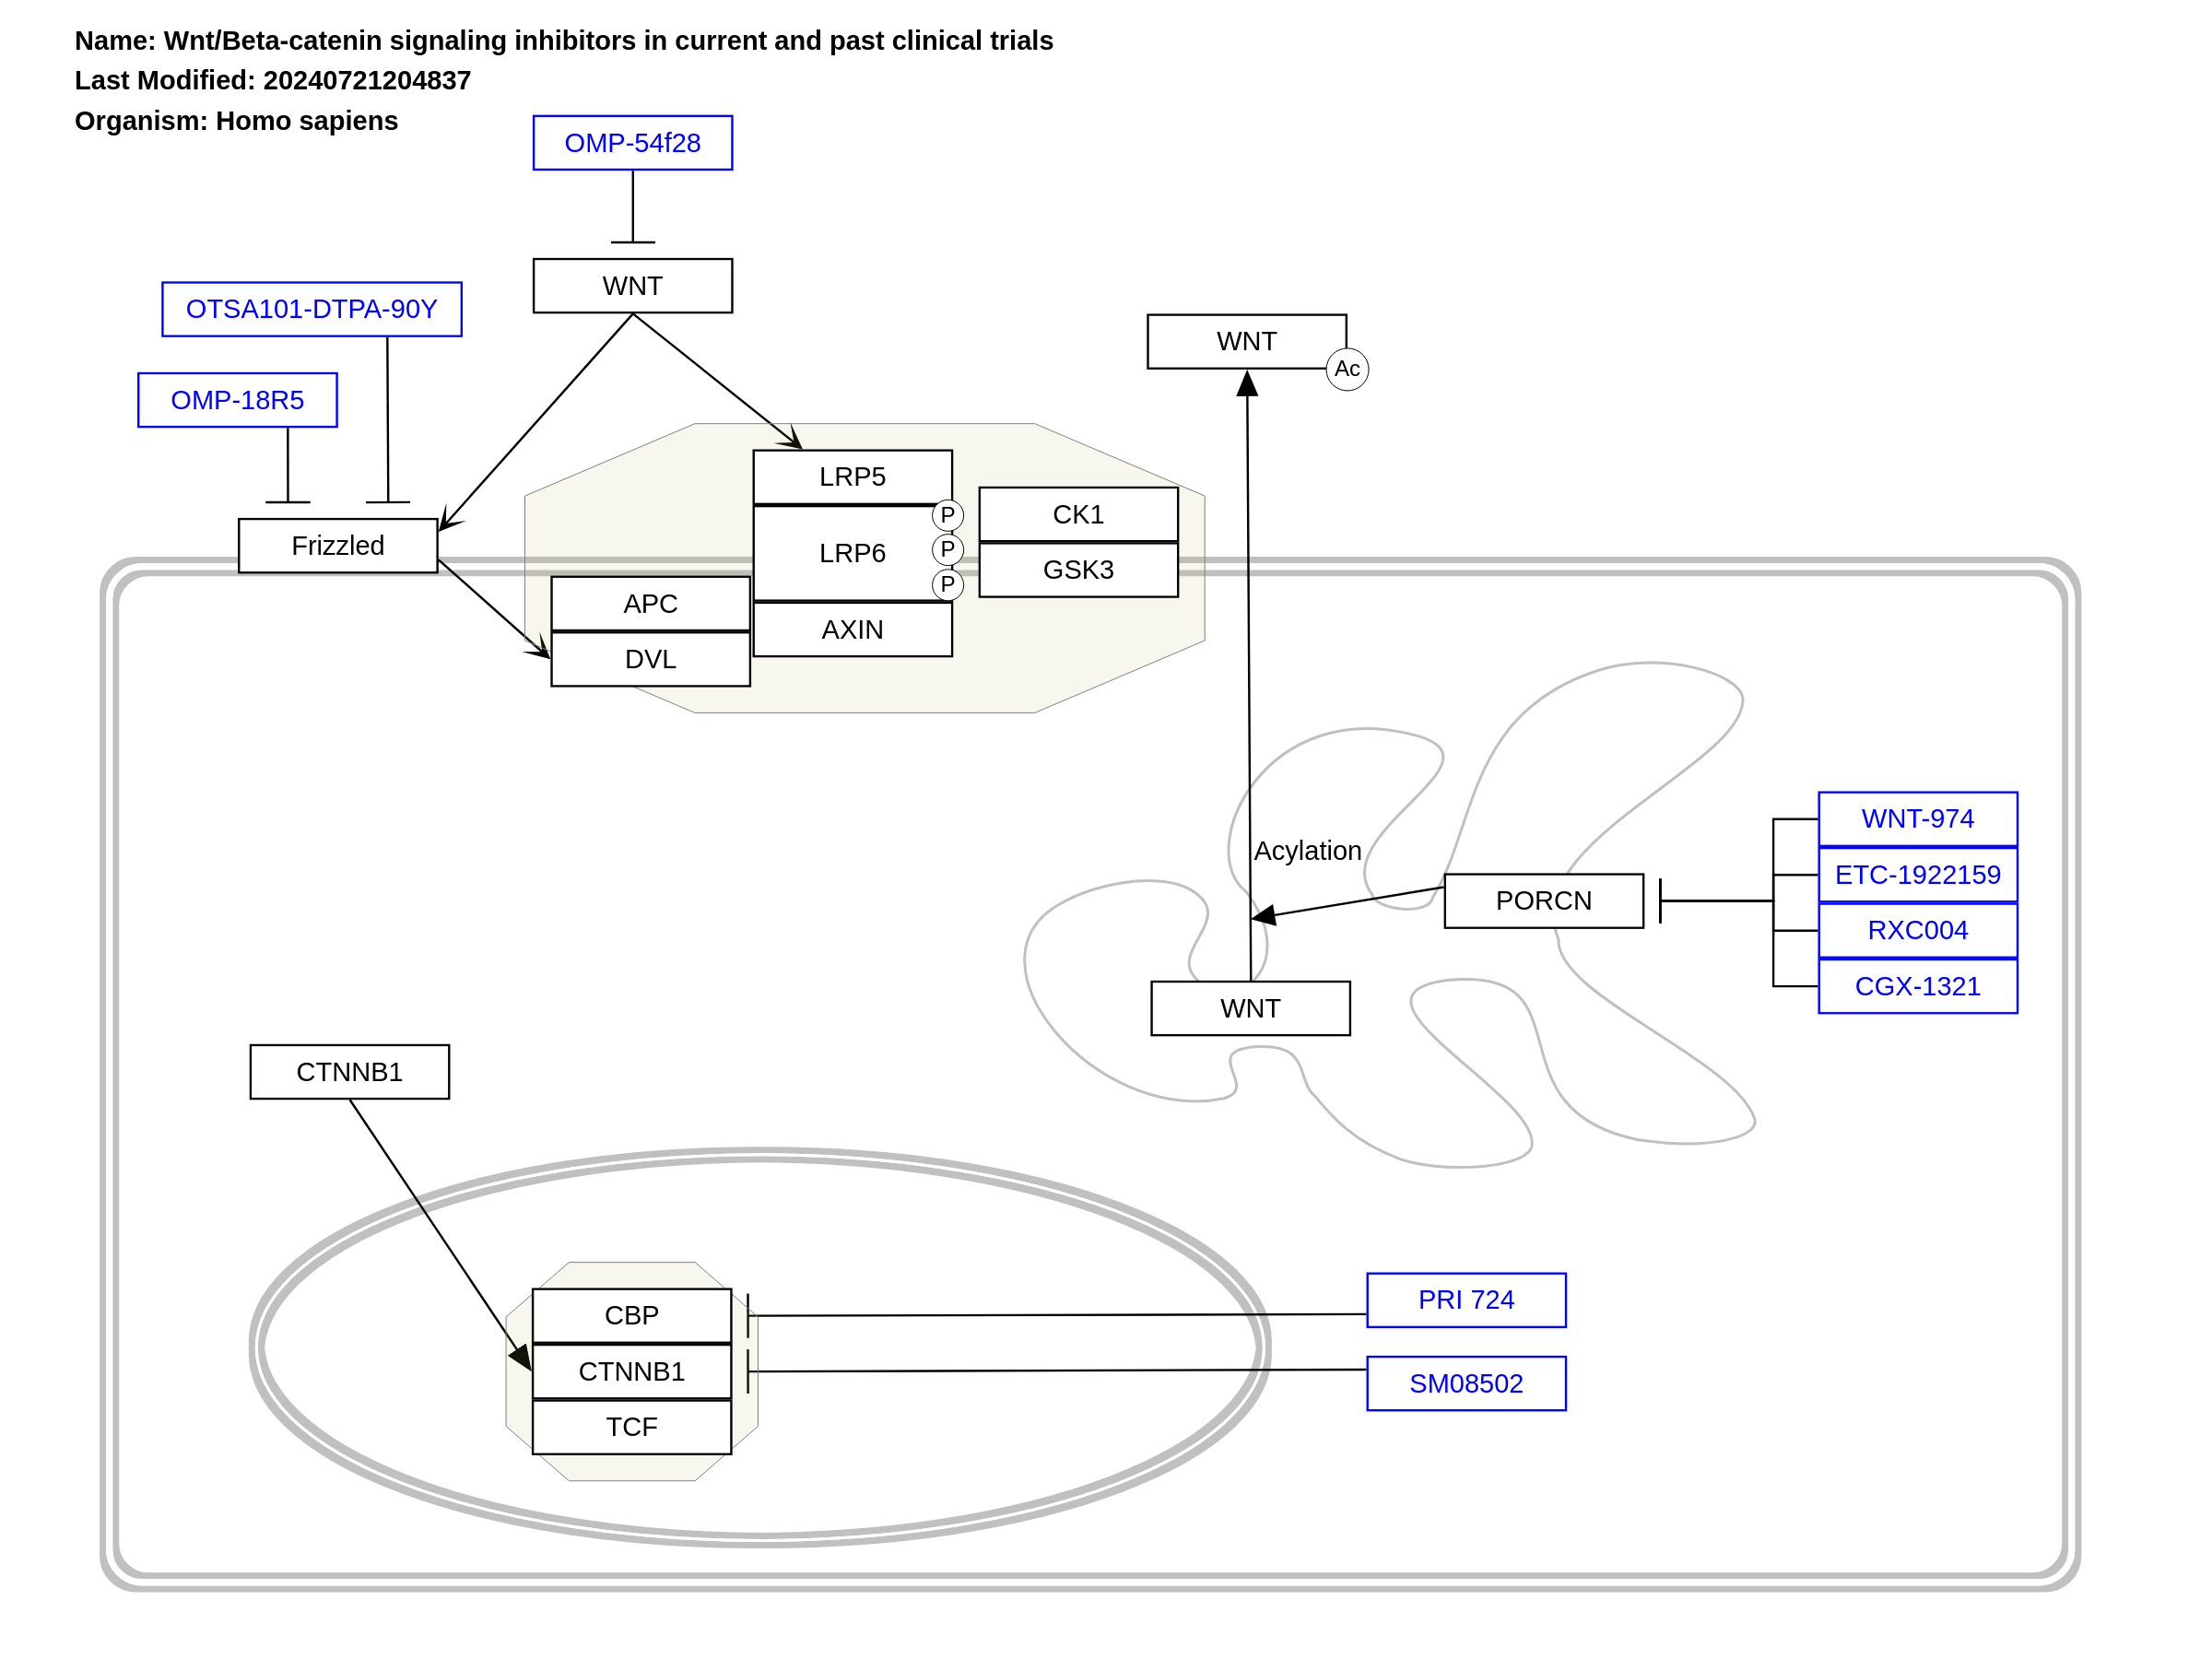 Name: Wnt/Beta-catenin signaling inhibitors in current and past clinical trials
Last Modified: 20240721204837
Organism: Homo sapiens
OMP-54f28
WNT
OTSA101-DTPA-90Y
OMP-18R5
Frizzled
WNT
Ac
LRP5
LRP6
P
P
P
CK1
GSK3
APC
AXIN
DVL
Acylation
PORCN
WNT-974
ETC-1922159
RXC004
CGX-1321
WNT
CTNNB1
CBP
CTNNB1
TCF
PRI 724
SM08502